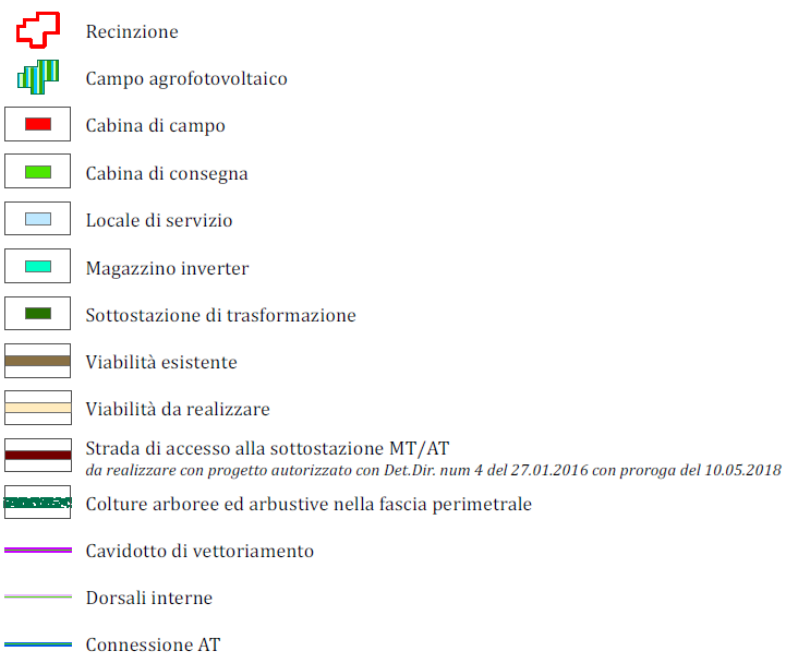 Recinzione
Campo agrofotovoltaico
Cabina di campo
Cabina di consegna
Locale di servizio
Magazzino inverter
Sottostazione di trasformazione
Viabilità esistente
Viabilità da realizzare
Strada di accesso alla sottostazione MT/AT
da realizzare con progetto autorizzato con Det.Dir. num 4 del 27.01.2016 con proroga del 10.05.2018
Colture arboree ed arbustive nella fascia perimetrale
Cavidotto di vettoriamento
Dorsali interne
Connessione AT